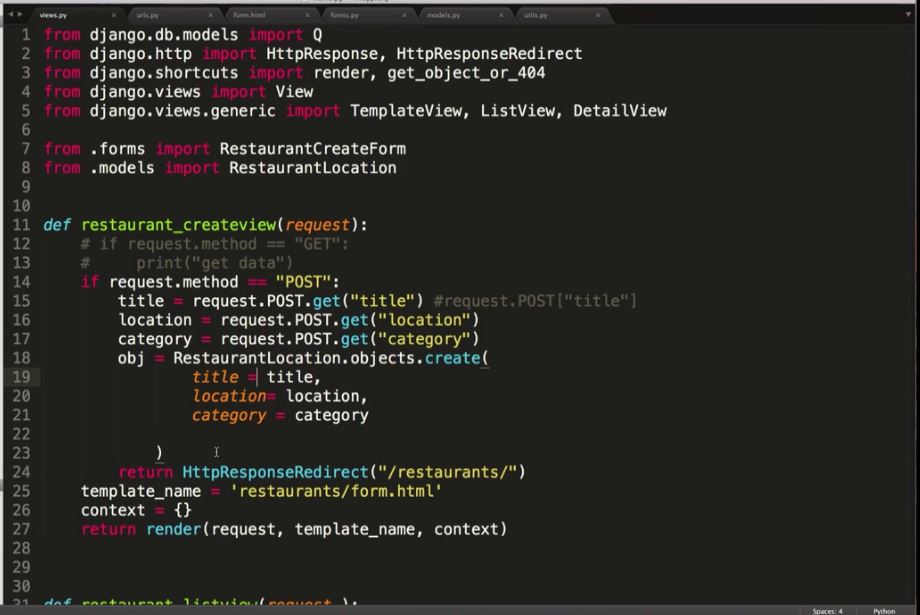 views.py × urls.py × form.html × forms.py × models.py × utils.py ×
1 from django.db.models import Q
2 from django.http import HttpResponse, HttpResponseRedirect
3 from django.shortcuts import render, get_object_or_404
4 from django.views import View
5 from django.views.generic import TemplateView, ListView, DetailView
6
7 from .forms import RestaurantCreateForm
8 from .models import RestaurantLocation
9
10
11 def restaurant_createview(request):
12     # if request.method == "GET":
13     #     print("get data")
14     if request.method == "POST":
15         title = request.POST.get("title") #request.POST["title"]
16         location = request.POST.get("location")
17         category = request.POST.get("category")
18         obj = RestaurantLocation.objects.create(
19                 title = title,
20                 location= location,
21                 category = category
22
23             )
24         return HttpResponseRedirect("/restaurants/")
25     template_name = 'restaurants/form.html'
26     context = {}
27     return render(request, template_name, context)
28
29
30
31 def restaurant_listview(request,):
Spaces: 4 Python